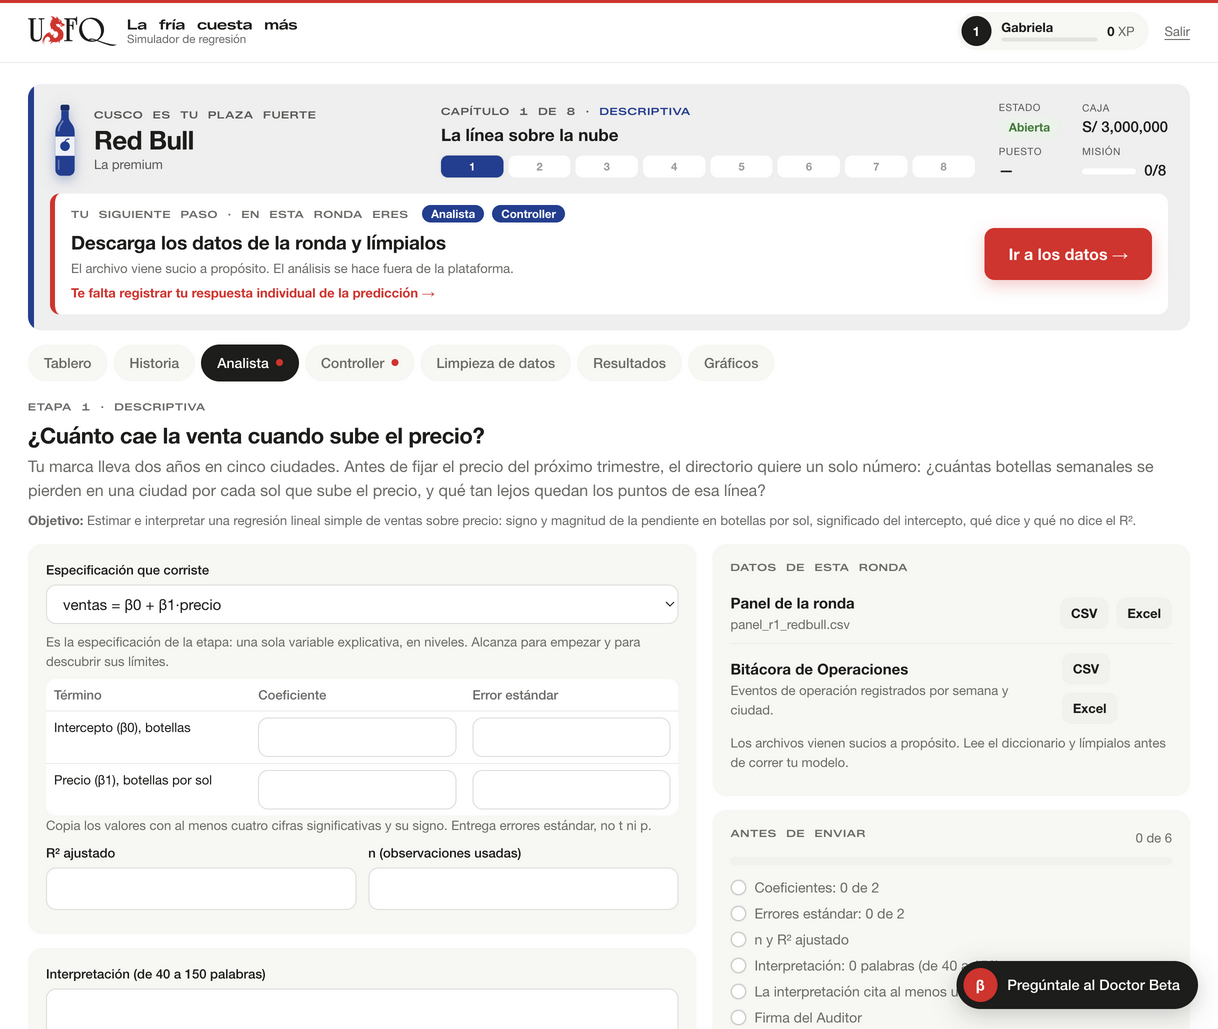 USFQ
La fría cuesta más
Simulador de regresión
1
Gabriela
0 XP
Salir
CUSCO ES TU PLAZA FUERTE
Red Bull
La premium
CAPÍTULO 1 DE 8 · DESCRIPTIVA
La línea sobre la nube
1 2 3 4 5 6 7 8
ESTADO
Abierta
CAJA
S/ 3,000,000
PUESTO
—
MISIÓN
0/8
TU SIGUIENTE PASO · EN ESTA RONDA ERES Analista Controller
Descarga los datos de la ronda y límpialos
El archivo viene sucio a propósito. El análisis se hace fuera de la plataforma.
Te falta registrar tu respuesta individual de la predicción →
Ir a los datos →
Tablero Historia Analista Controller Limpieza de datos Resultados Gráficos
ETAPA 1 · DESCRIPTIVA
¿Cuánto cae la venta cuando sube el precio?
Tu marca lleva dos años en cinco ciudades. Antes de fijar el precio del próximo trimestre, el directorio quiere un solo número: ¿cuántas botellas semanales se
pierden en una ciudad por cada sol que sube el precio, y qué tan lejos quedan los puntos de esa línea?
Objetivo: Estimar e interpretar una regresión lineal simple de ventas sobre precio: signo y magnitud de la pendiente en botellas por sol, significado del intercepto, qué dice y qué no dice el R².
Especificación que corriste
ventas = β0 + β1·precio
Es la especificación de la etapa: una sola variable explicativa, en niveles. Alcanza para empezar y para
descubrir sus límites.
Término Coeficiente Error estándar
Intercepto (β0), botellas
Precio (β1), botellas por sol
Copia los valores con al menos cuatro cifras significativas y su signo. Entrega errores estándar, no t ni p.
R² ajustado
n (observaciones usadas)
Interpretación (de 40 a 150 palabras)
DATOS DE ESTA RONDA
Panel de la ronda
panel_r1_redbull.csv
CSV Excel
Bitácora de Operaciones
Eventos de operación registrados por semana y
ciudad.
CSV
Excel
Los archivos vienen sucios a propósito. Lee el diccionario y límpialos antes
de correr tu modelo.
ANTES DE ENVIAR
0 de 6
Coeficientes: 0 de 2
Errores estándar: 0 de 2
n y R² ajustado
Interpretación: 0 palabras (de 40
La interpretación cita al menos
Firma del Auditor
β Pregúntale al Doctor Beta